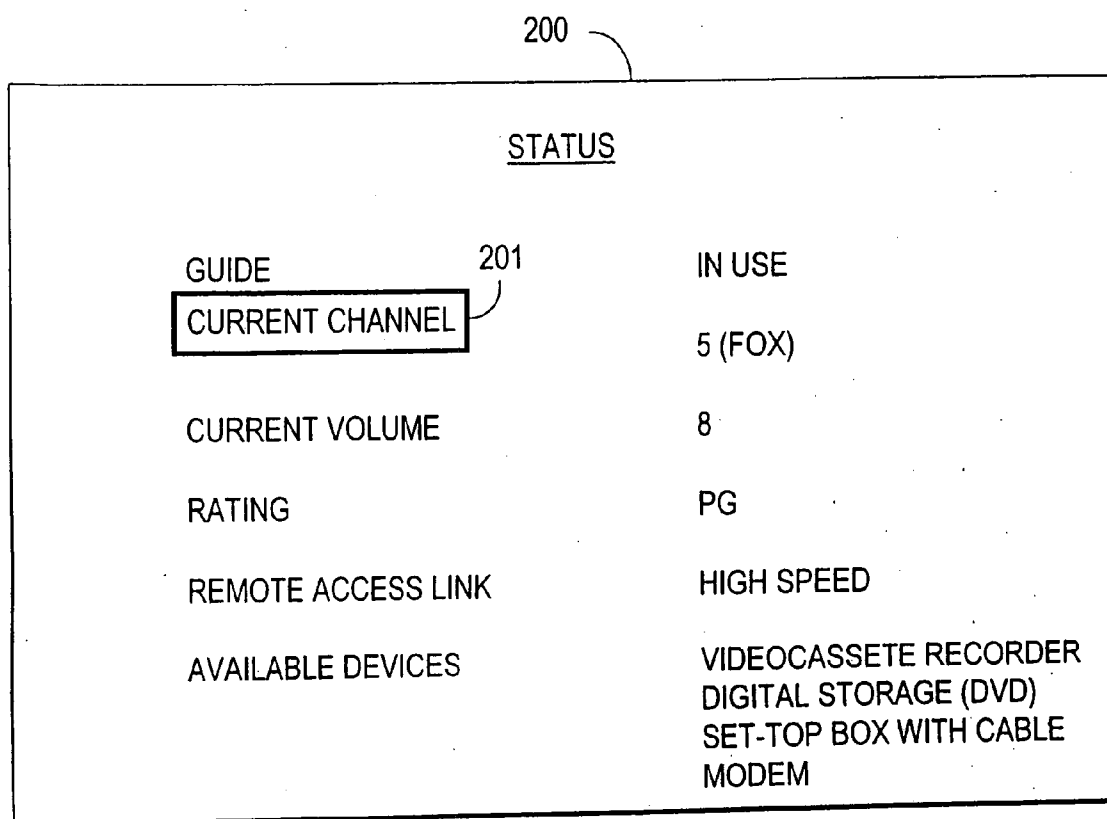 200
STATUS
GUIDE 201 IN USE
CURRENT CHANNEL 5 (FOX)
CURRENT VOLUME 8
RATING PG
REMOTE ACCESS LINK HIGH SPEED
AVAILABLE DEVICES VIDEOCASSETE RECORDER
DIGITAL STORAGE (DVD)
SET-TOP BOX WITH CABLE
MODEM